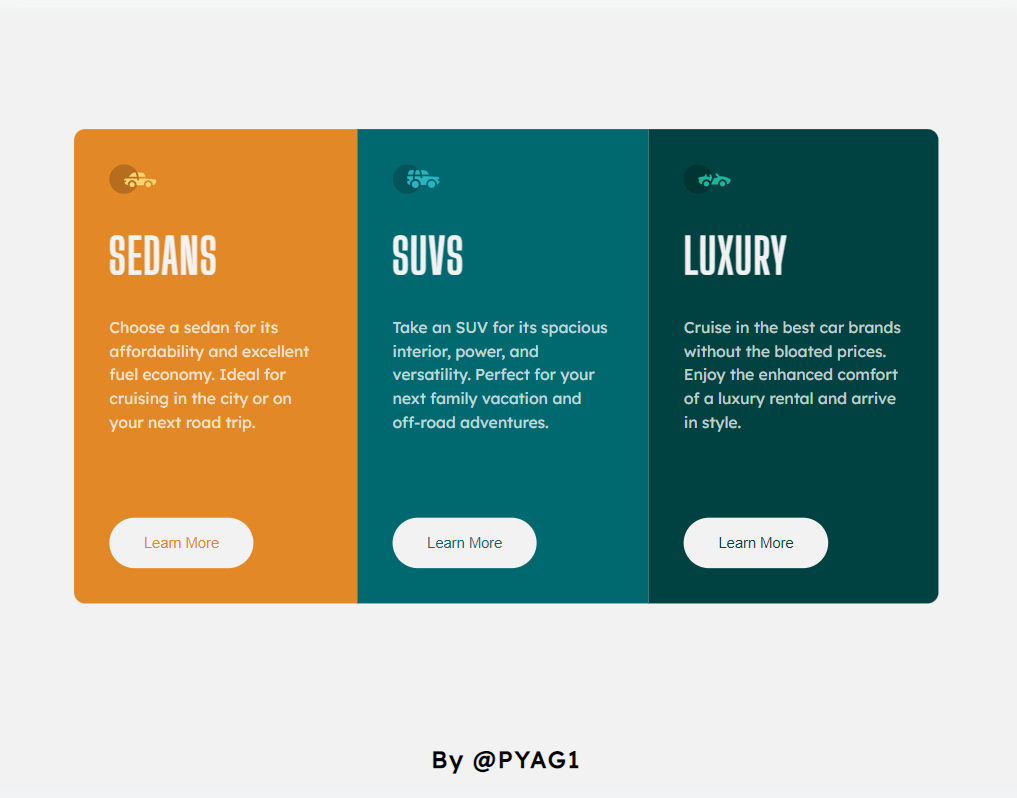 SEDANS
Choose a sedan for its
affordability and excellent
fuel economy. Ideal for
cruising in the city or on
your next road trip.
Learn More
SUVS
Take an SUV for its spacious
interior, power, and
versatility. Perfect for your
next family vacation and
off-road adventures.
Learn More
LUXURY
Cruise in the best car brands
without the bloated prices.
Enjoy the enhanced comfort
of a luxury rental and arrive
in style.
Learn More
By @PYAG1